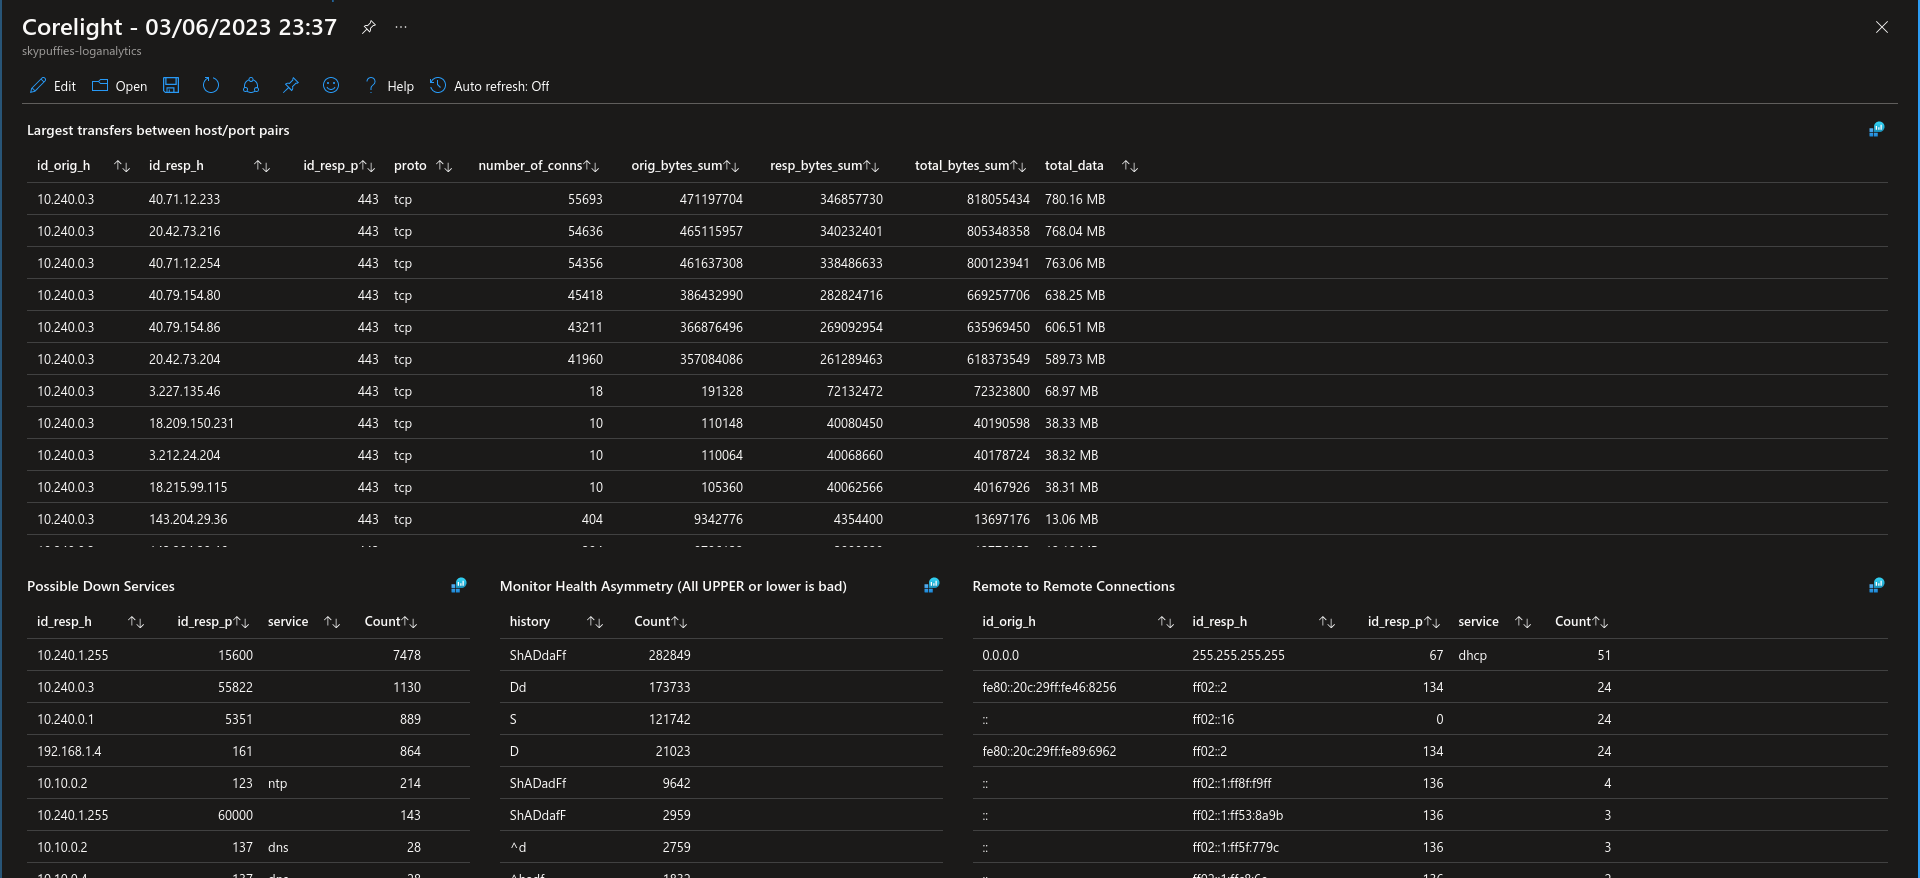 Corelight - 03/06/2023 23:37
skypuffies-loganalytics
Edit Open Help Auto refresh: Off
Largest transfers between host/port pairs
id_orig_h id_resp_h id_resp_p proto number_of_conns orig_bytes_sum resp_bytes_sum total_bytes_sum total_data
10.240.0.3 40.71.12.233 443 tcp 55693 471197704 346857730 818055434 780.16 MB
10.240.0.3 20.42.73.216 443 tcp 54636 465115957 340232401 805348358 768.04 MB
10.240.0.3 40.71.12.254 443 tcp 54356 461637308 338486633 800123941 763.06 MB
10.240.0.3 40.79.154.80 443 tcp 45418 386432990 282824716 669257706 638.25 MB
10.240.0.3 40.79.154.86 443 tcp 43211 366876496 269092954 635969450 606.51 MB
10.240.0.3 20.42.73.204 443 tcp 41960 357084086 261289463 618373549 589.73 MB
10.240.0.3 3.227.135.46 443 tcp 18 191328 72132472 72323800 68.97 MB
10.240.0.3 18.209.150.231 443 tcp 10 110148 40080450 40190598 38.33 MB
10.240.0.3 3.212.24.204 443 tcp 10 110064 40068660 40178724 38.32 MB
10.240.0.3 18.215.99.115 443 tcp 10 105360 40062566 40167926 38.31 MB
10.240.0.3 143.204.29.36 443 tcp 404 9342776 4354400 13697176 13.06 MB
Possible Down Services
id_resp_h id_resp_p service Count
10.240.1.255 15600 7478
10.240.0.3 55822 1130
10.240.0.1 5351 889
192.168.1.4 161 864
10.10.0.2 123 ntp 214
10.240.1.255 60000 143
10.10.0.2 137 dns 28
Monitor Health Asymmetry (All UPPER or lower is bad)
history Count
ShADdaFf 282849
Dd 173733
S 121742
D 21023
ShADadFf 9642
ShADdafF 2959
^d 2759
Remote to Remote Connections
id_orig_h id_resp_h id_resp_p service Count
0.0.0.0 255.255.255.255 67 dhcp 51
fe80::20c:29ff:fe46:8256 ff02::2 134 24
:: ff02::16 0 24
fe80::20c:29ff:fe89:6962 ff02::2 134 24
:: ff02::1:ff8f:f9ff 136 4
:: ff02::1:ff53:8a9b 136 3
:: ff02::1:ff5f:779c 136 3